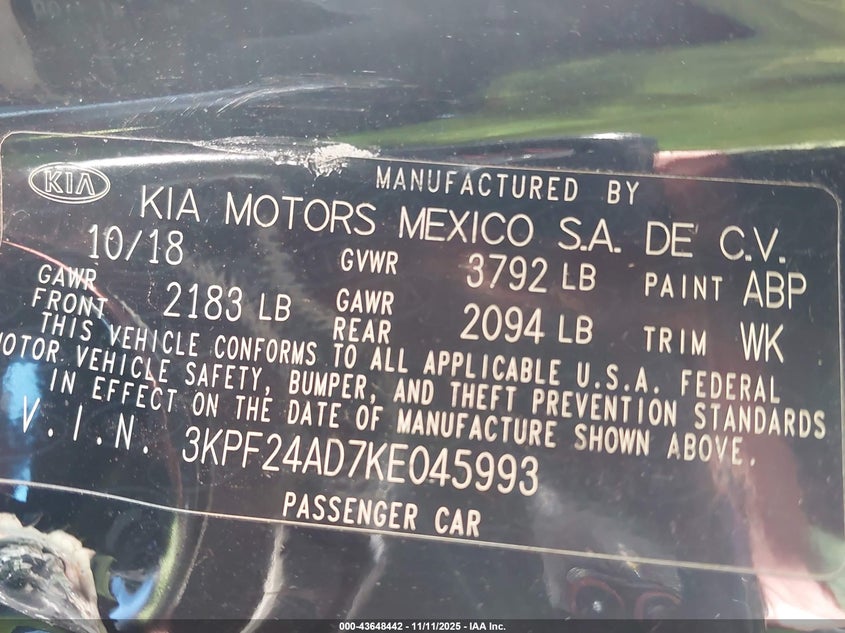 KIA
MANUFACTURED BY
KIA MOTORS MEXICO S.A. DE C.V.
10/18 GVWR 3792 LB PAINT ABP
GAWR FRONT 2183 LB GAWR REAR 2094 LB TRIM WK
THIS VEHICLE CONFORMS TO ALL APPLICABLE U.S.A. FEDERAL
MOTOR VEHICLE SAFETY, BUMPER, AND THEFT PREVENTION STANDARDS
IN EFFECT ON THE DATE OF MANUFACTURE SHOWN ABOVE.
V.I.N. 3KPF24AD7KE045993
PASSENGER CAR
000-43648442 - 11/11/2025 - IAA Inc.